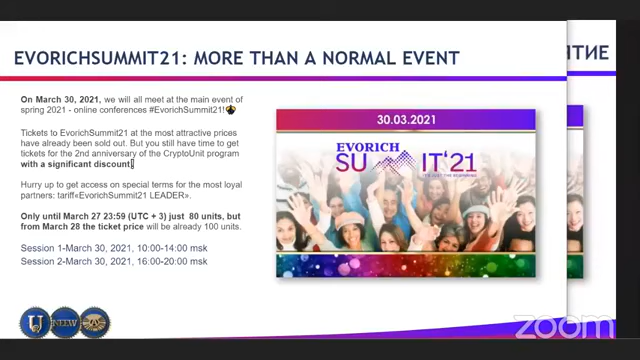 EVORICHSUMMIT21: MORE THAN A NORMAL EVENT
ЯТИЕ
On March 30, 2021, we will all meet at the main event of
spring 2021 - online conferences #EvorichSummit21!
Tickets to EvorichSummit21 at the most attractive prices
have already been sold out. But you still have time to get
tickets for the 2nd anniversary of the CryptoUnit program
with a significant discount
Hurry up to get access on special terms for the most loyal
partners: tariff«EvorichSummit21 LEADER».
Only until March 27 23:59 (UTC + 3) just 80 units, but
from March 28 the ticket price will be already 100 units.
Session 1-March 30, 2021, 10:00-14:00 msk
Session 2-March 30, 2021, 16:00-20:00 msk
30.03.2021
EVORICH
SUMMIT'21
IT'S JUST THE BEGINNING
zoom